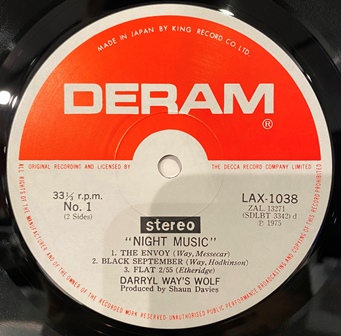 MADE IN JAPAN BY KING RECORD CO. LTD.
DERAM
®
ORIGINAL RECORDING AND LICENSED BY THE DECCA RECORD COMPANY LIMITED
33⅓ r.p.m.
No. 1
(2 Sides)
LAX-1038
ZAL. 13271
(SDLBT 3342) d
℗ 1975
stereo
"NIGHT MUSIC"
1. THE ENVOY (Way, Messecar)
2. BLACK SEPTEMBER (Way, Hodkinson)
3. FLAT 2/55 (Etheridge)
DARRYL WAY'S WOLF
Produced by Shaun Davies
ALL RIGHTS OF THE MANUFACTURER AND OF THE OWNER OF THE RECORDED WORK RESERVED UNAUTHORISED PUBLIC PERFORMANCE BROADCASTING AND COPYING OF THIS RECORD PROHIBITED